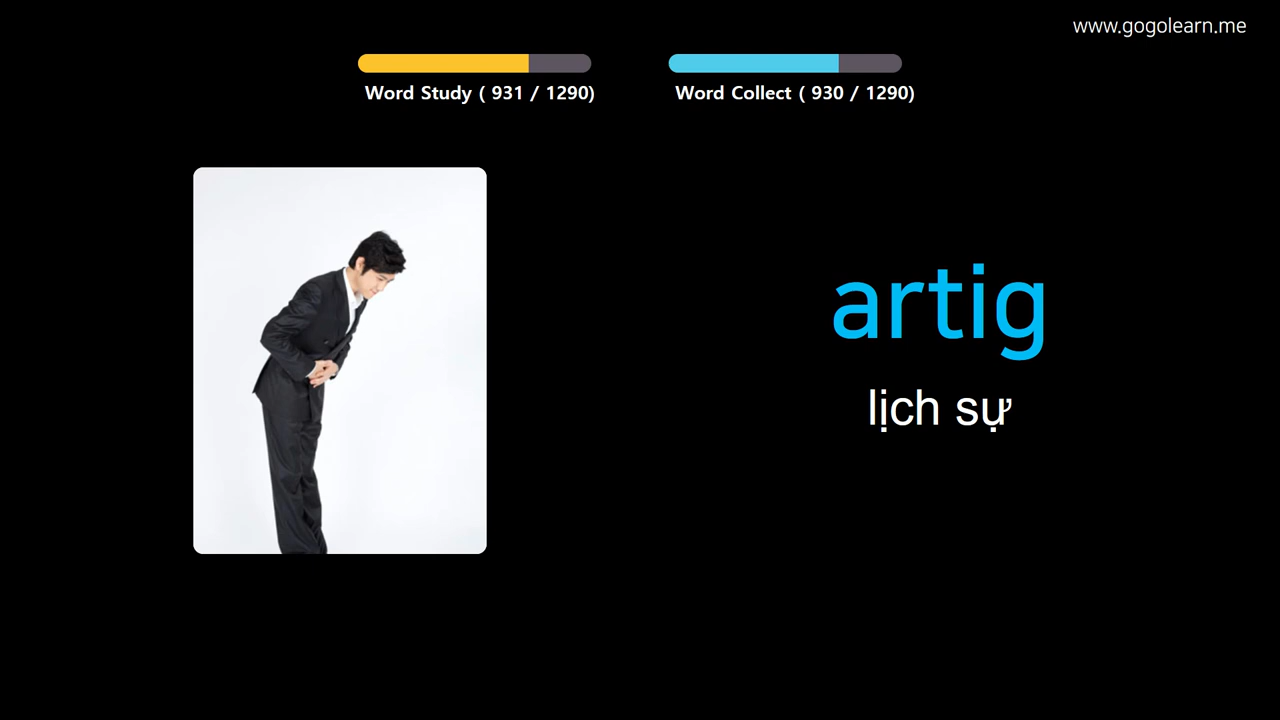 www.gogolearn.me
Word Study ( 931 / 1290)
Word Collect ( 930 / 1290)
artig
lịch sự